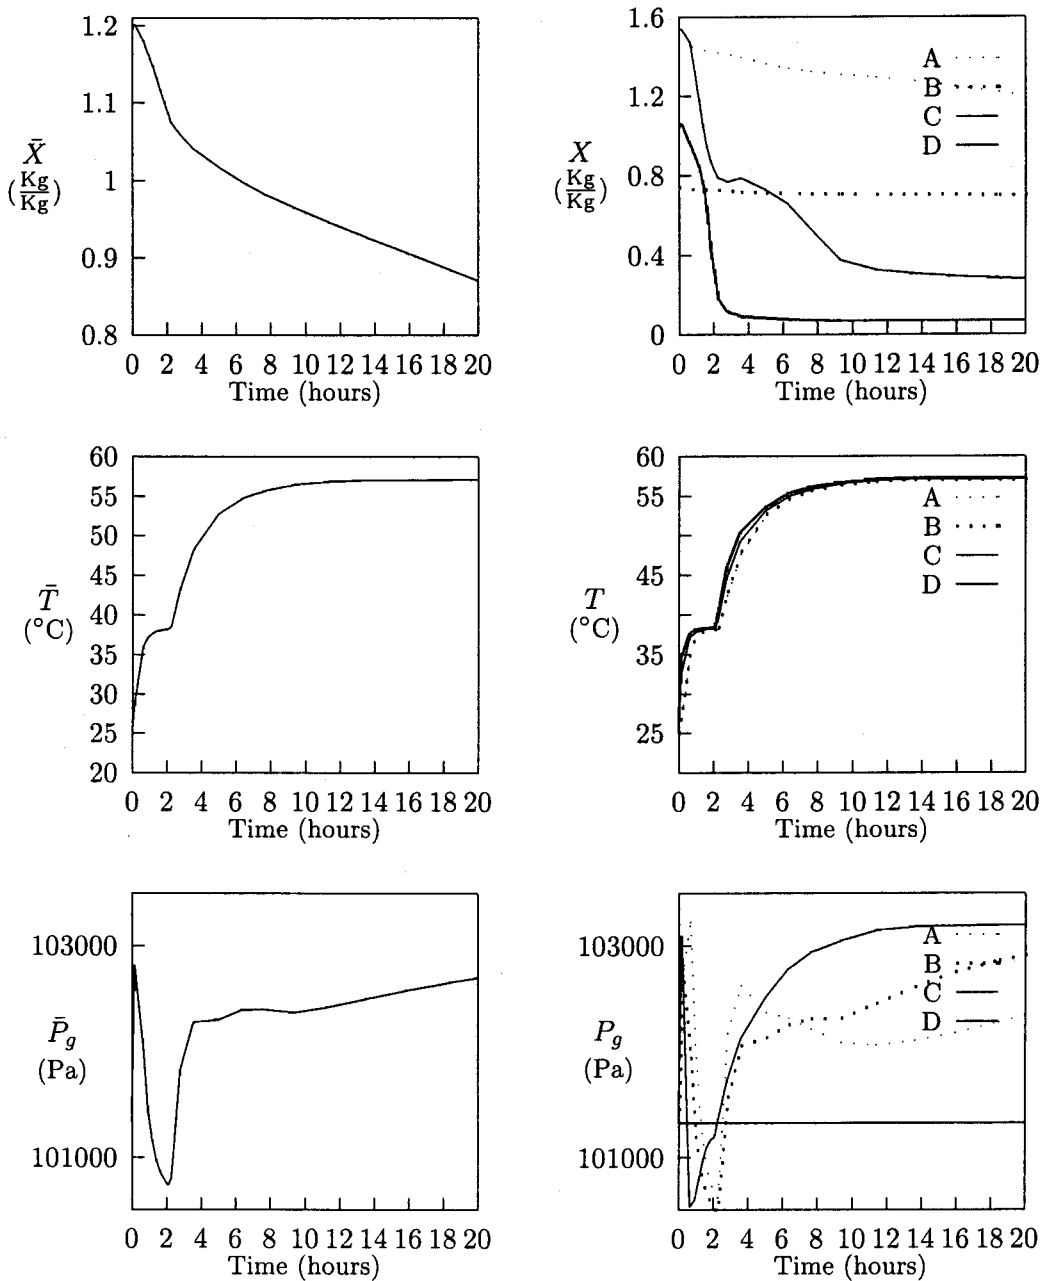 1.2
1.1
1
0.9
0.8
X̄
(Kg/Kg)
0 2 4 6 8 10 12 14 16 18 20
Time (hours)
1.6
1.2
0.8
0.4
0
X
(Kg/Kg)
A
B
C
D
0 2 4 6 8 10 12 14 16 18 20
Time (hours)
60
55
50
45
40
35
30
25
20
T̄
(°C)
0 2 4 6 8 10 12 14 16 18 20
Time (hours)
60
55
50
45
40
35
30
25
T
(°C)
A
B
C
D
0 2 4 6 8 10 12 14 16 18 20
Time (hours)
103000
101000
P̄g
(Pa)
0 2 4 6 8 10 12 14 16 18 20
Time (hours)
103000
101000
Pg
(Pa)
A
B
C
D
0 2 4 6 8 10 12 14 16 18 20
Time (hours)